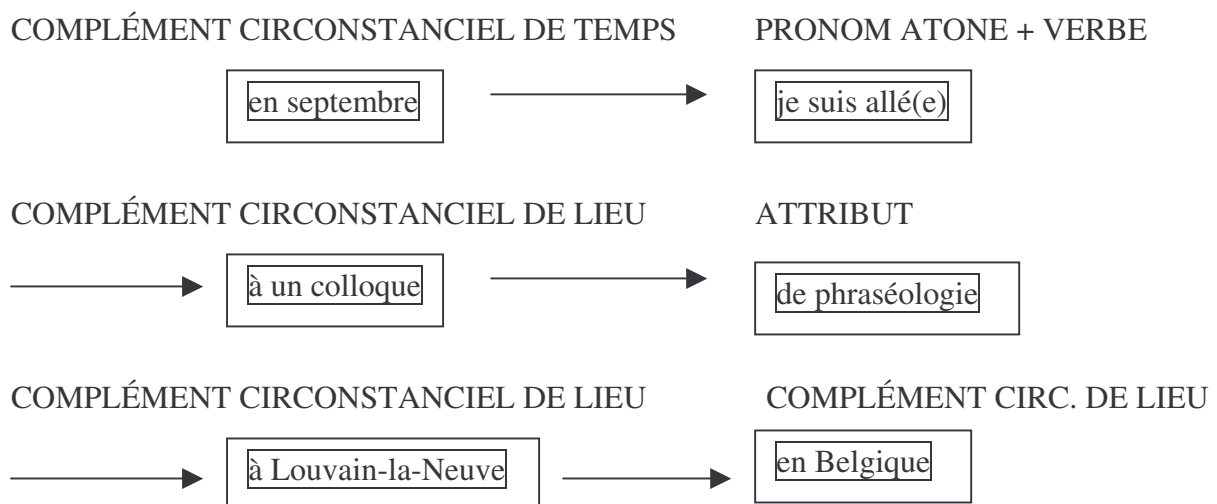 COMPLÉMENT CIRCONSTANCIEL DE TEMPS PRONOM ATONE + VERBE
en septembre je suis allé(e)
COMPLÉMENT CIRCONSTANCIEL DE LIEU ATTRIBUT
à un colloque de phraséologie
COMPLÉMENT CIRCONSTANCIEL DE LIEU COMPLÉMENT CIRC. DE LIEU
à Louvain-la-Neuve en Belgique